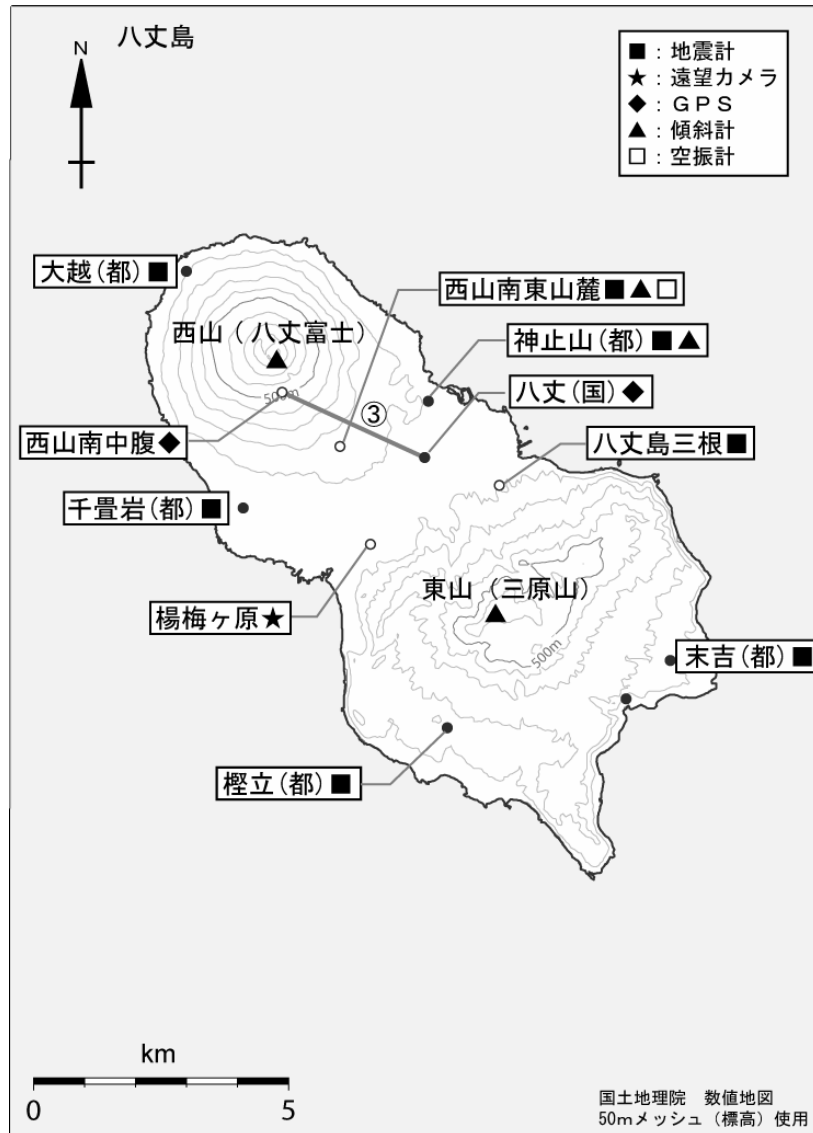 八丈島
N
■：地震計
★：遠望カメラ
◆：ＧＰＳ
▲：傾斜計
□：空振計
大越(都)■
西山南東山麓■▲□
西山（八丈富士）
神止山(都)■▲
八丈(国)◆
500m
③
西山南中腹◆
八丈島三根■
千畳岩(都)■
東山（三原山）
楊梅ヶ原★
500m
末吉(都)■
樫立(都)■
km
0 5
国土地理院　数値地図
50mメッシュ（標高）使用